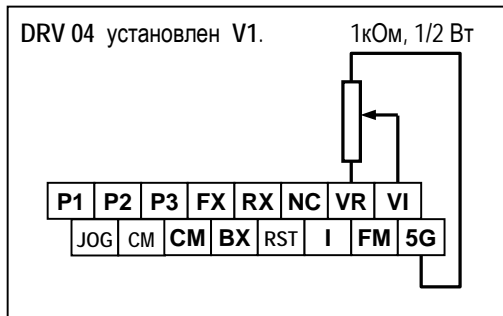 DRV 04 установлен V1. 1кОм, 1/2 Вт
P1 P2 P3 FX RX NC VR VI
JOG CM CM BX RST I FM 5G